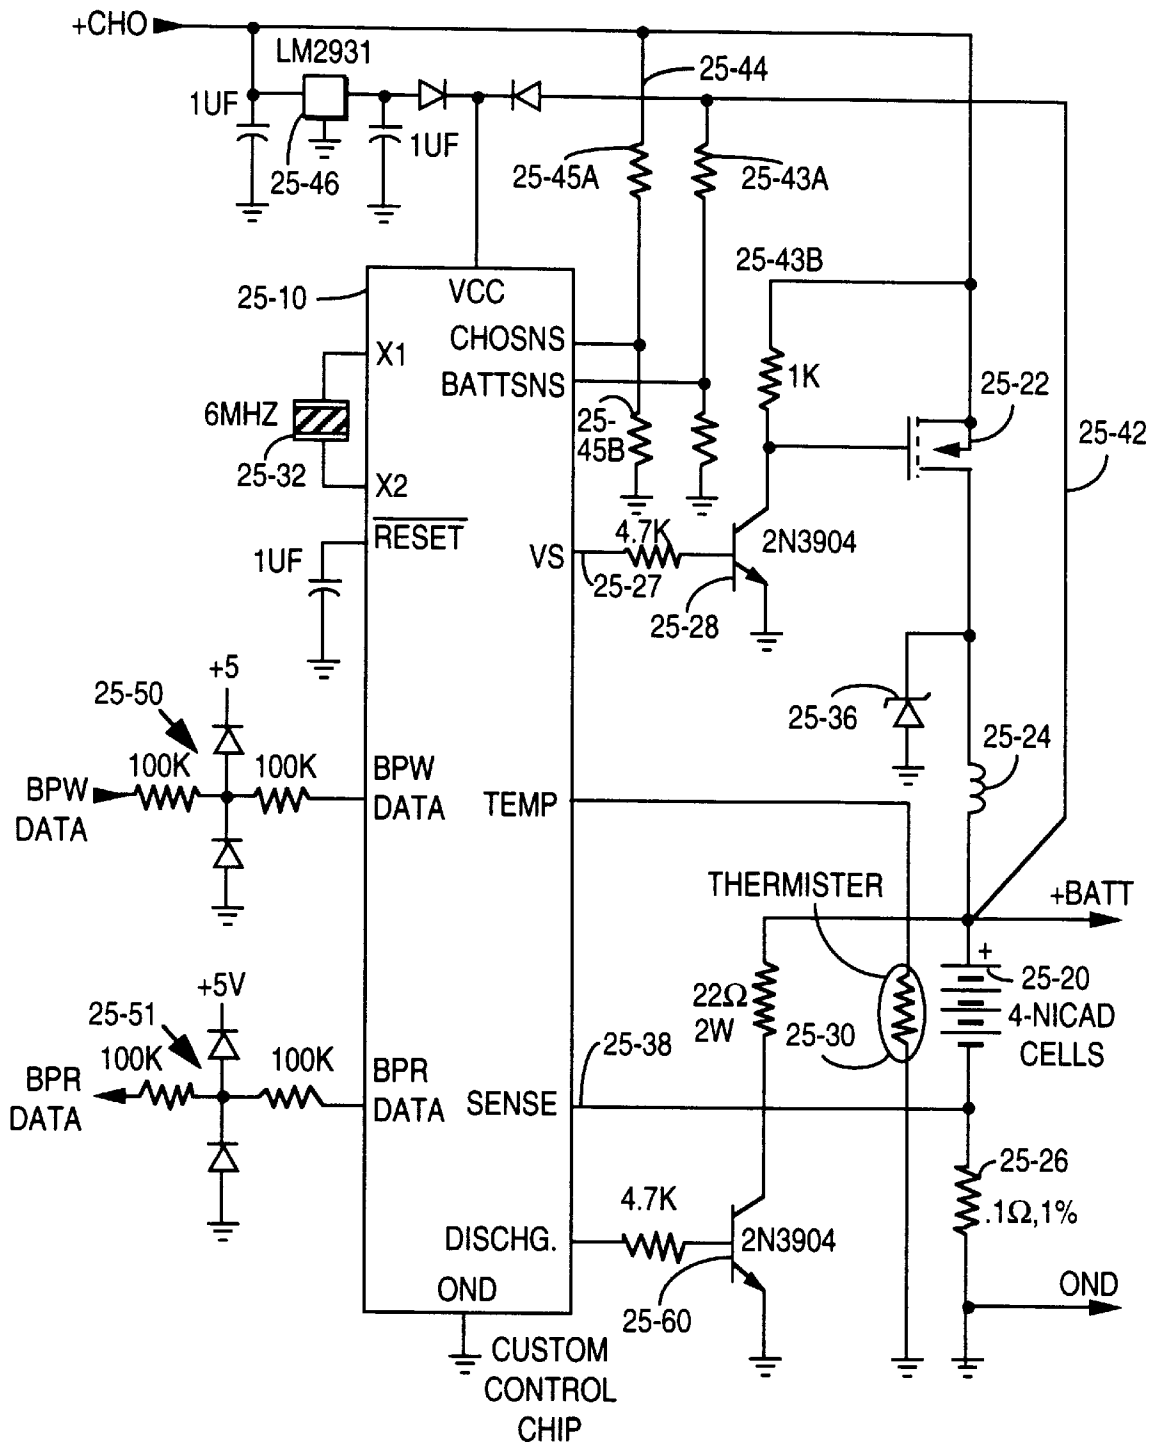 +CHO
LM2931
1UF
25-46
1UF
25-44
25-45A
25-43A
25-43B
25-10
VCC
CHOSNS
BATTSNS
X1
6MHZ
25-32
X2
RESET
1UF
25-
45B
1K
25-22
25-42
4.7K
VS
25-27
2N3904
25-28
+5
25-50
100K
100K
BPW
DATA
BPW
DATA
TEMP
25-36
25-24
THERMISTER
+BATT
+
25-20
4-NICAD
CELLS
22Ω
2W
25-30
25-38
+5V
25-51
100K
100K
BPR
DATA
BPR
DATA
SENSE
25-26
.1Ω,1%
4.7K
DISCHG.
2N3904
25-60
OND
OND
CUSTOM
CONTROL
CHIP